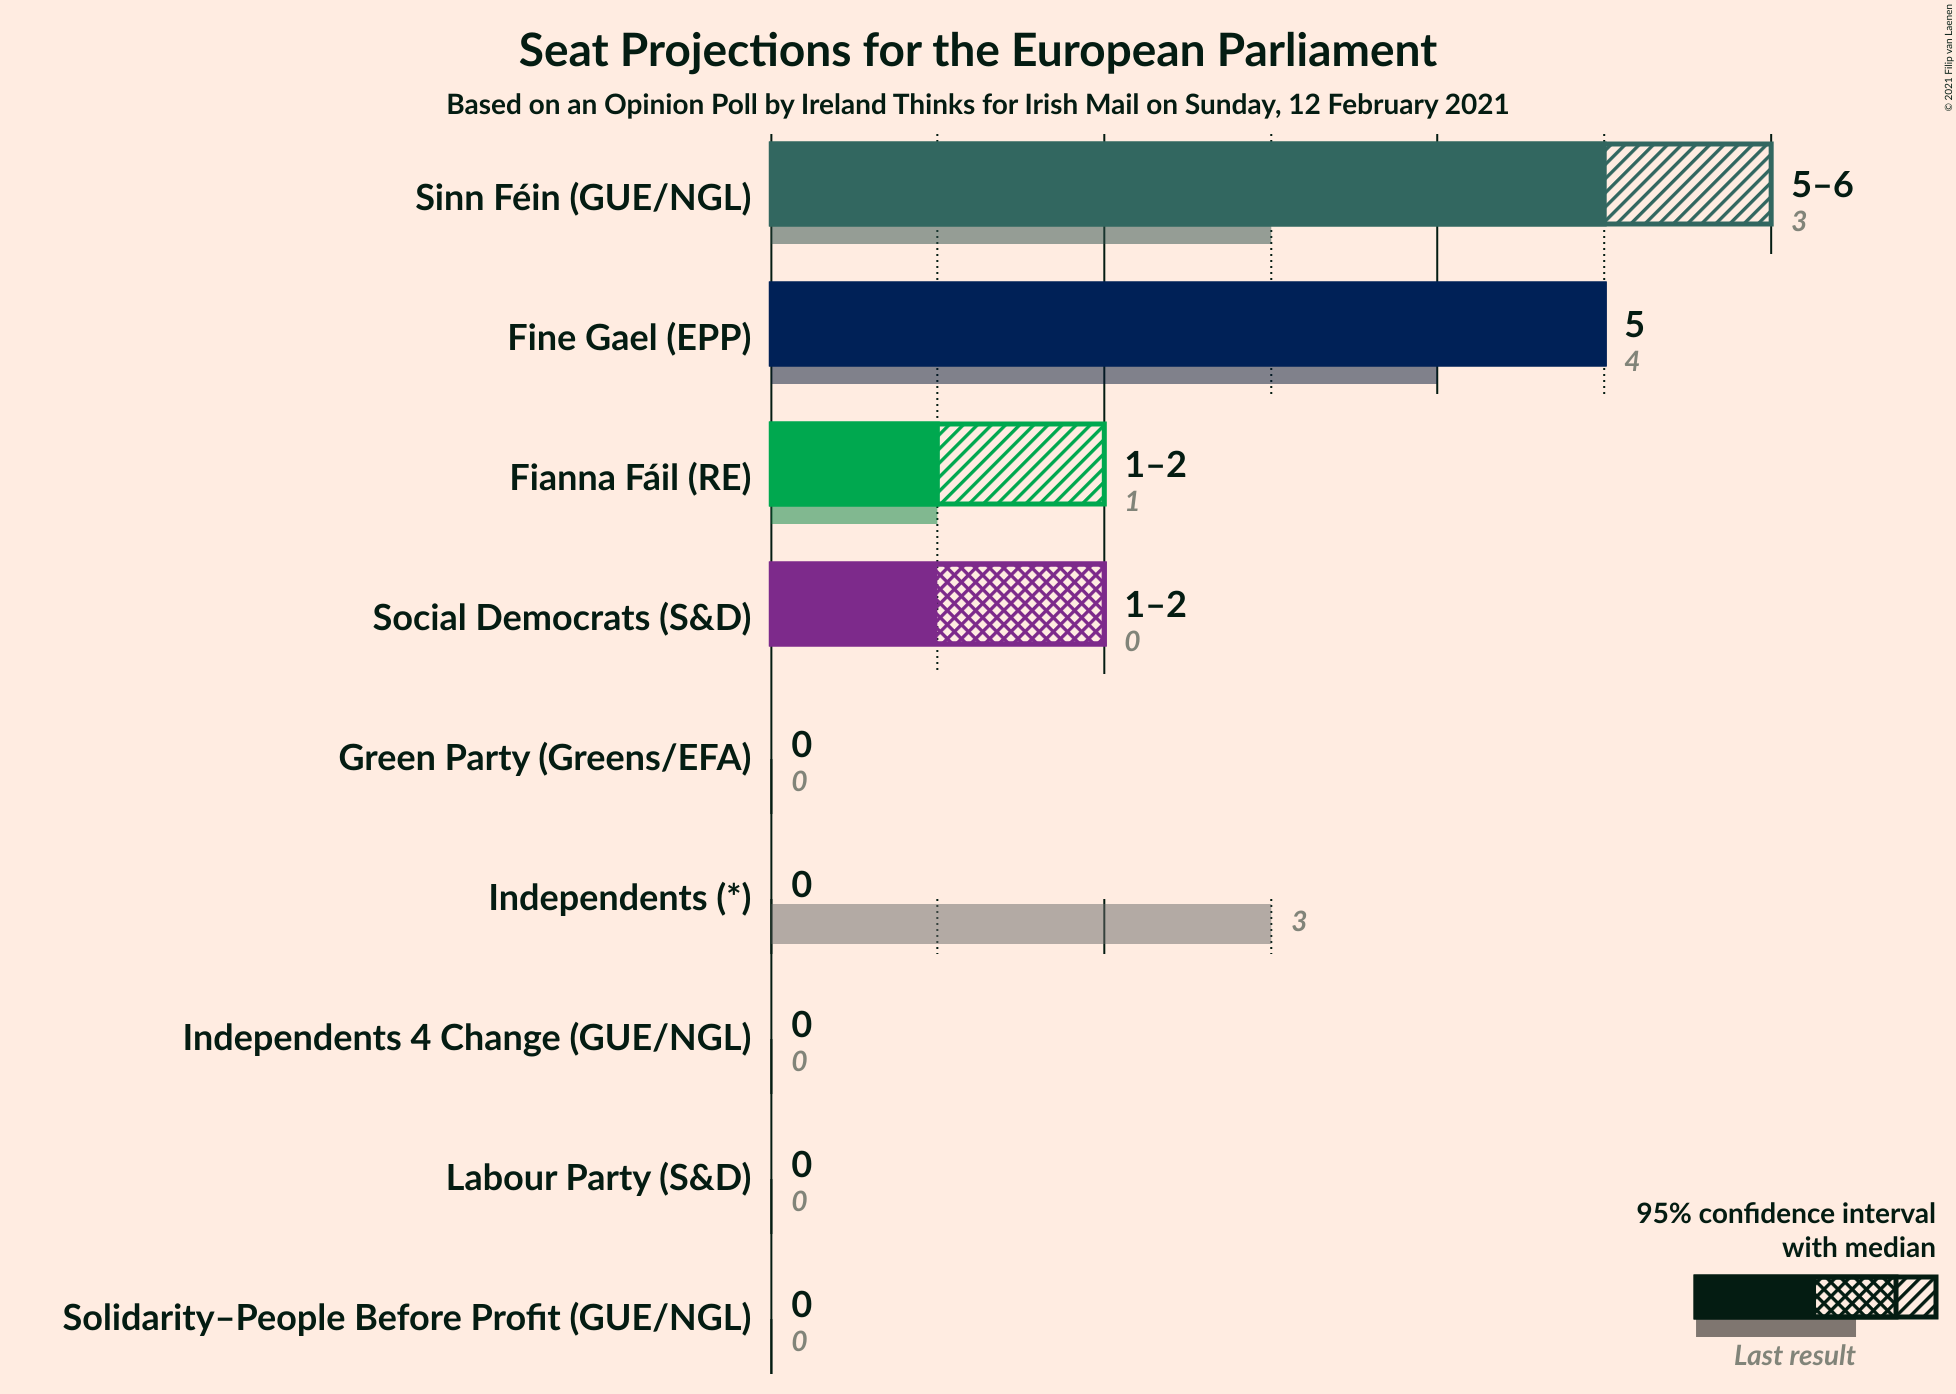 Seat Projections for the European Parliament
Based on an Opinion Poll by Ireland Thinks for Irish Mail on Sunday, 12 February 2021
© 2021 Filip van Laenen
Sinn Féin (GUE/NGL)
5–6
3
Fine Gael (EPP)
5
4
Fianna Fáil (RE)
1–2
1
Social Democrats (S&D)
1–2
0
Green Party (Greens/EFA)
0
0
Independents (*)
0
3
Independents 4 Change (GUE/NGL)
0
0
Labour Party (S&D)
0
0
Solidarity–People Before Profit (GUE/NGL)
0
0
95% confidence interval
with median
Last result